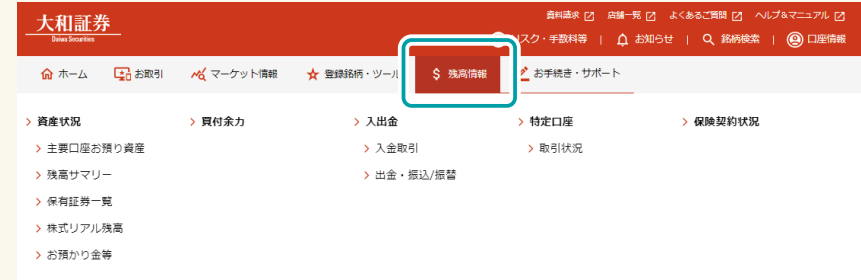 資料請求 店舗一覧 よくあるご質問 ヘルプ&マニュアル
大和証券
Daiwa Securities
スク・手数料等 | お知らせ | 銘柄検索 | 口座情報
ホーム お取引 マーケット情報 登録銘柄・ツール $ 残高情報 お手続き・サポート
資産状況 買付余力 入出金 特定口座 保険契約状況
主要口座お預り資産 入金取引 取引状況
残高サマリー 出金・振込/振替
保有証券一覧
株式リアル残高
お預かり金等